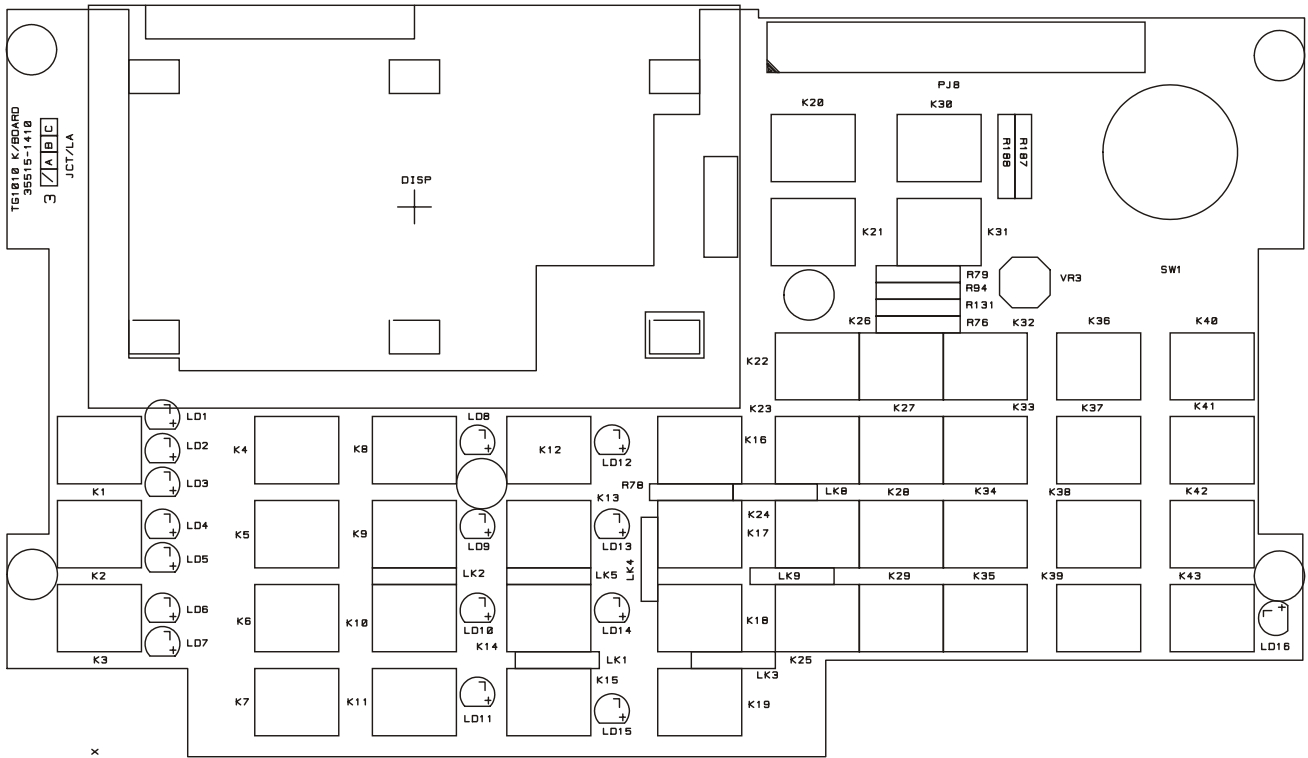 TG1010 K/BOARD
35515-1410
3 / A B C
JCT/LA
DISP
PJ8
K20
K30
R188
R187
K21
K31
SW1
R79
R94
R131
R76
VR3
K26
K32
K36
K40
K22
K23
K27
K33
K37
K41
LD1
LD2
LD3
K1
K4
K8
LD8
K12
LD12
K16
R78
LK8
K28
K34
K38
K42
K13
K24
K17
LD4
LD5
K2
K5
K9
LD9
LD13
LK4
LK2
LK5
LK9
K29
K35
K39
K43
LD6
LD7
K3
K6
K10
LD10
K14
LD14
K18
LD16
LK1
LK3
K25
K15
K7
K11
LD11
LD15
K19
x